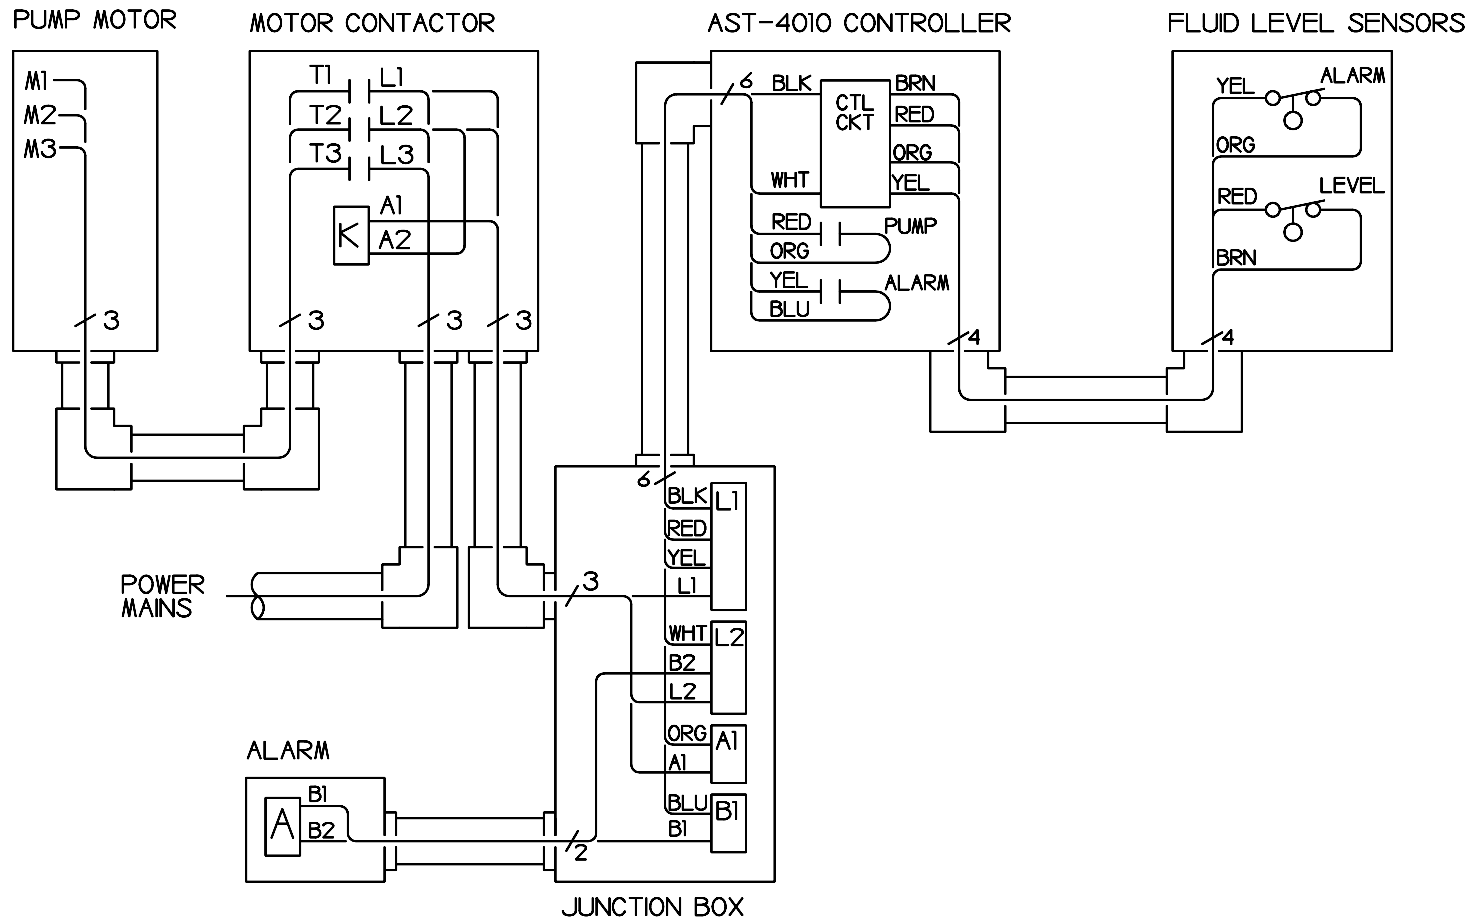 PUMP MOTOR
M1
M2
M3
3
MOTOR CONTACTOR
T1 L1
T2 L2
T3 L3
K
A1
A2
3
3
3
AST-4010 CONTROLLER
6
BLK
WHT
CTL
CKT
BRN
RED
ORG
YEL
RED
ORG
PUMP
YEL
BLU
ALARM
4
FLUID LEVEL SENSORS
YEL
ALARM
ORG
RED
LEVEL
BRN
4
POWER
MAINS
6
BLK
L1
RED
YEL
L1
3
WHT
L2
B2
L2
ORG
A1
A1
BLU
B1
B1
2
JUNCTION BOX
ALARM
A
B1
B2